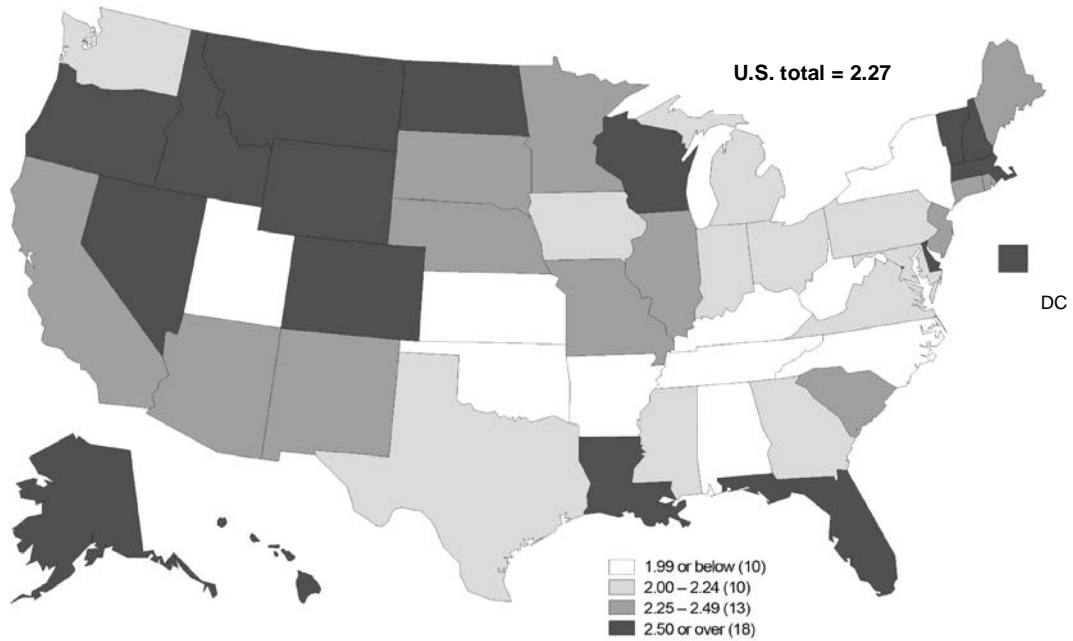 U.S. total = 2.27
DC
1.99 or below (10)
2.00 – 2.24 (10)
2.25 – 2.49 (13)
2.50 or over (18)